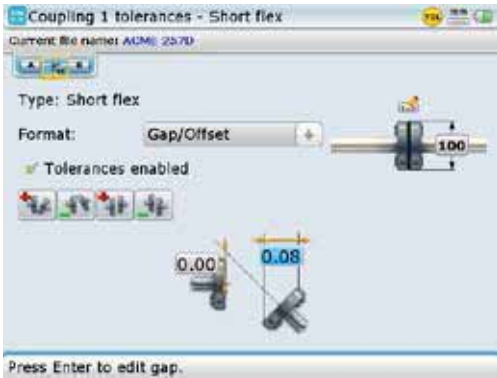 Coupling 1 tolerances - Short flex
Current file name: ACME 257D
A B
Type: Short flex
Format: Gap/Offset
100
Tolerances enabled
0.00 0.08
Press Enter to edit gap.